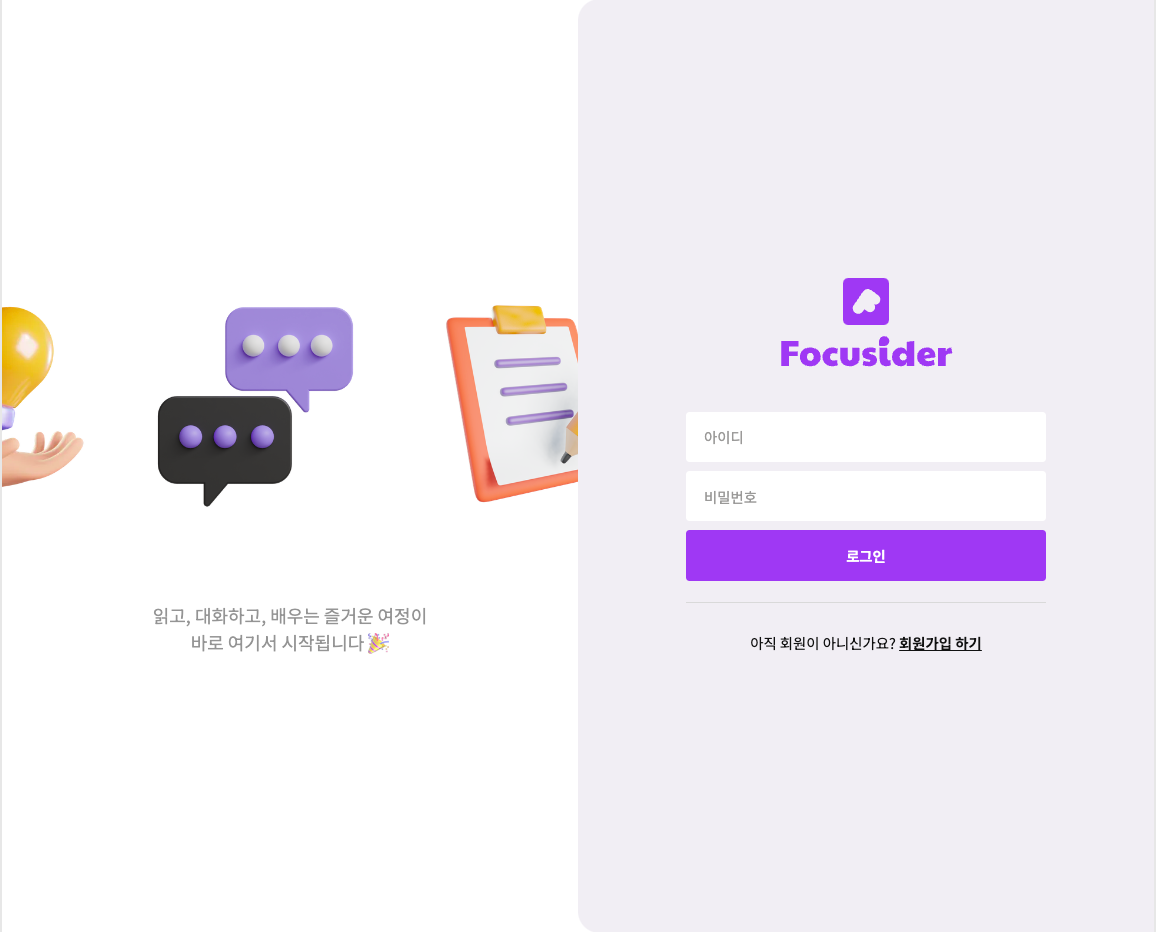 읽고, 대화하고, 배우는 즐거운 여정이
바로 여기서 시작됩니다 🎉
Focusider
아이디
비밀번호
로그인
아직 회원이 아니신가요? 회원가입 하기